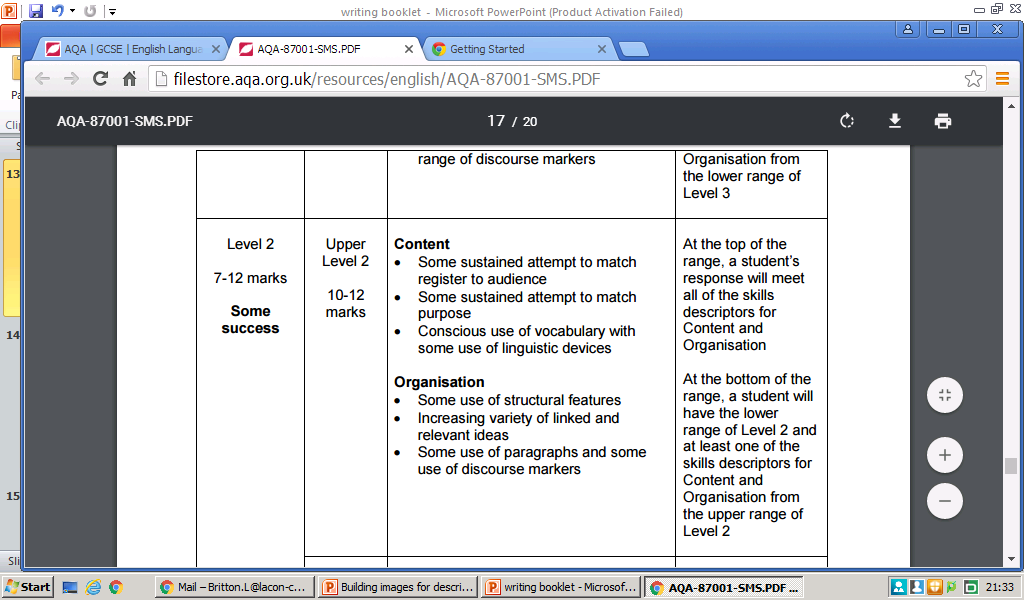 writing booklet - Microsoft PowerPoint (Product Activation Failed)
AQA | GCSE | English Langua
AQA-87001-SMS.PDF
Getting Started
filestore.aqa.org.uk/resources/english/AQA-87001-SMS.PDF
AQA-87001-SMS.PDF
17 / 20
range of discourse markers
Organisation from
the lower range of
Level 3
Level 2
7-12 marks
Some
success
Upper
Level 2
10-12
marks
Content
• Some sustained attempt to match
register to audience
• Some sustained attempt to match
purpose
• Conscious use of vocabulary with
some use of linguistic devices
Organisation
• Some use of structural features
• Increasing variety of linked and
relevant ideas
• Some use of paragraphs and some
use of discourse markers
At the top of the
range, a student's
response will meet
all of the skills
descriptors for
Content and
Organisation
At the bottom of the
range, a student will
have the lower
range of Level 2 and
at least one of the
skills descriptors for
Content and
Organisation from
the upper range of
Level 2
Pa
Clip
13
14
15
Sli
Start
Mail – Britton.L@lacon-c...
Building images for descri...
writing booklet - Microsof...
AQA-87001-SMS.PDF ...
21:33